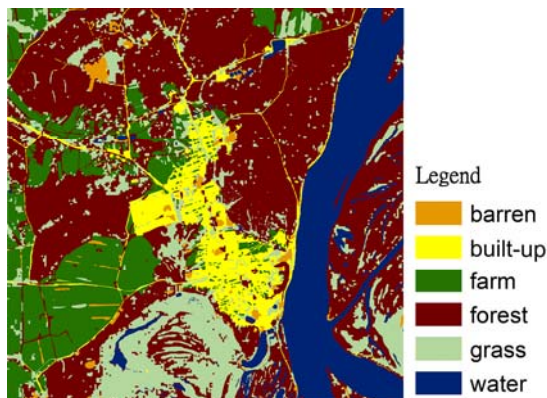 Legend
barren
built-up
farm
forest
grass
water